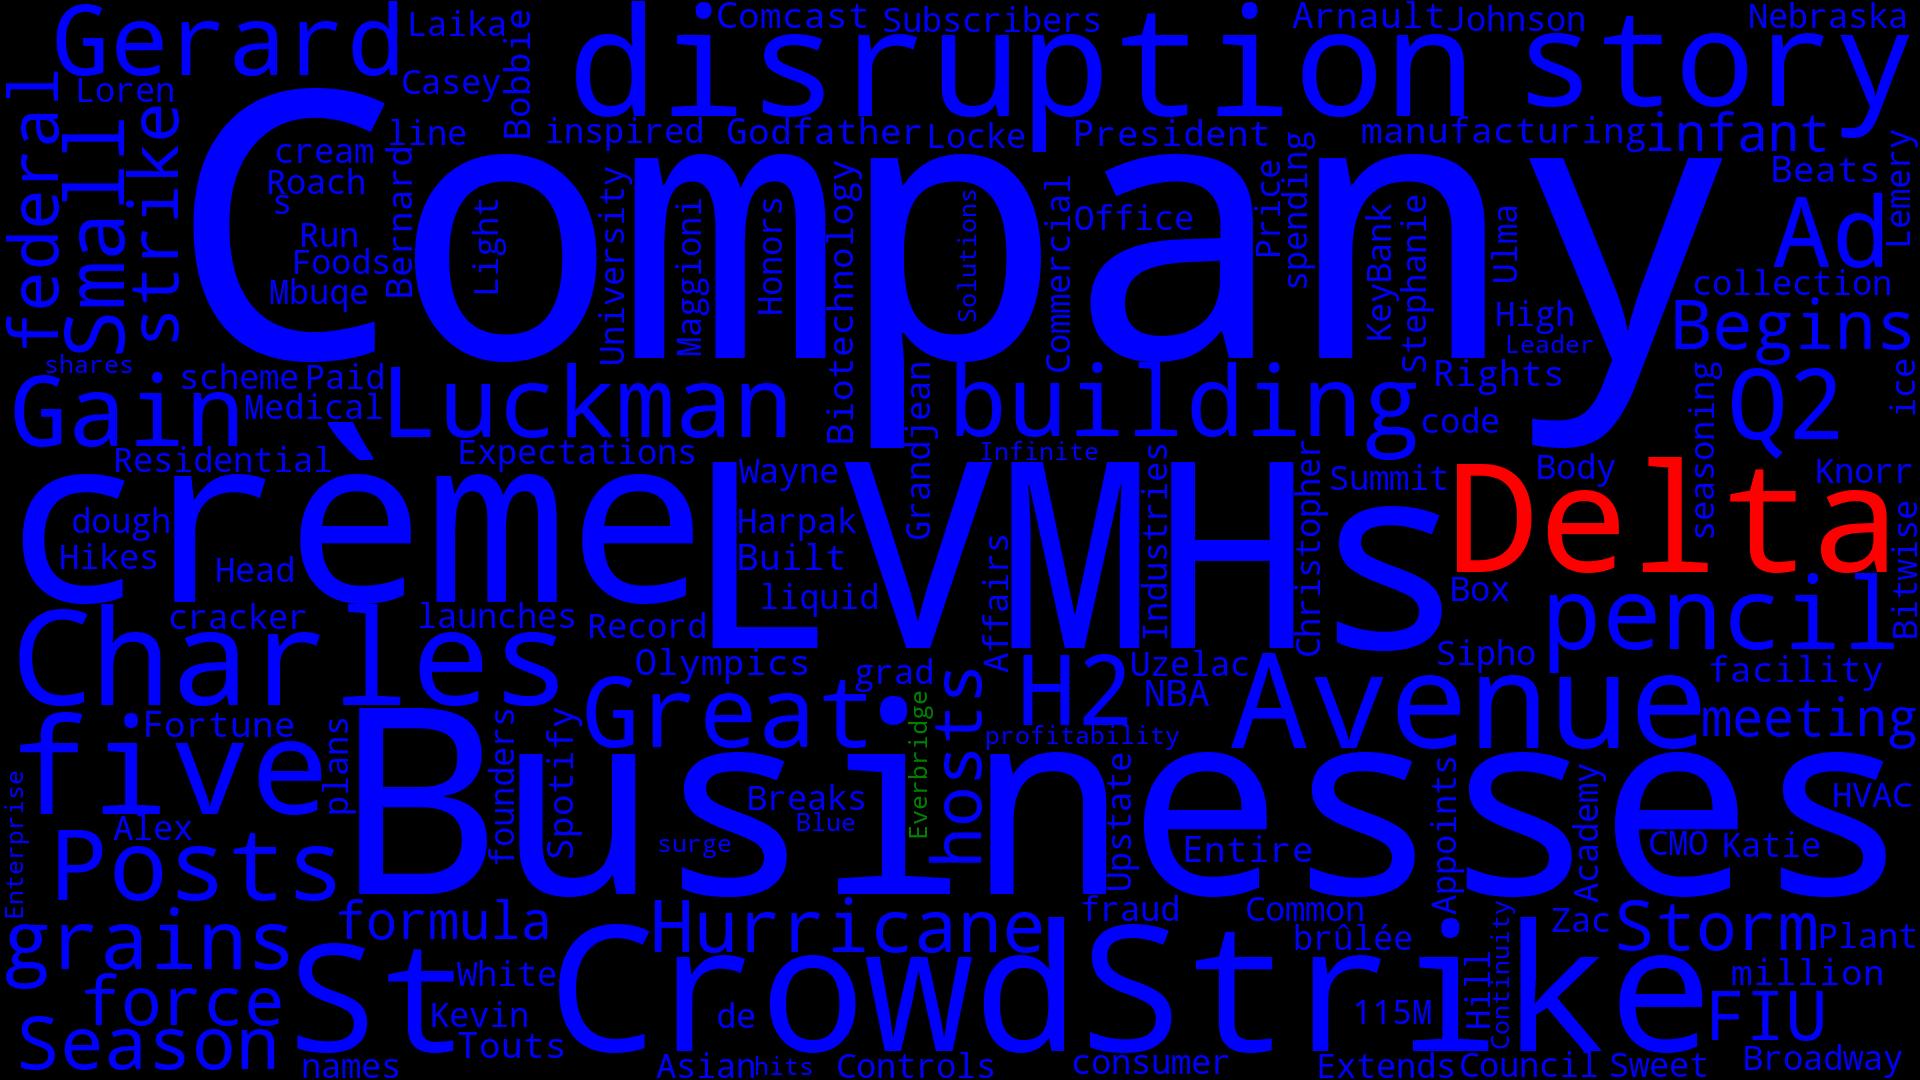 Gerard
Laika
Casey
Bobbie
Comcast
Subscribers
Arnault
Johnson
Nebraska
disruption
story
Loren
federal
Small
strike
line
inspired
Godfather
Locke
President
manufacturing
infant
Beats
Lemery
Company
cream
Roach
s
Run
Foods
Mbuqe
Bernard
Light
University
Maggioni
Honors
Biotechnology
Solutions
Commercial
Office
Price
spending
KeyBank
Stephanie
Ulma
High
Leader
Ad
collection
Begins
shares
Gain
scheme
Paid
Medical
Luckman
Grandjean
building
Rights
code
seasoning
Q2
ice
Residential
Expectations
Infinite
crème
LVMHs
Wayne
Harpak
Built
liquid
Industries
Christopher
Summit
Delta
Body
Knorr
Bitwise
dough
Hikes
Head
cracker
launches
Record
Affairs
Box
pencil
Charles
Olympics
grad
Great
Everbridge
hosts
H2
Uzelac
NBA
Avenue
Sipho
facility
meeting
profitability
five
Fortune
plans
Businesses
founders
Spotify
Breaks
Blue
surge
Upstate
Entire
Appoints
Academy
CMO
Katie
HVAC
Enterprise
Alex
Posts
grains
formula
Hurricane
fraud
Common
brûlée
Continuity
Hill
Zac
Storm
Plant
force
St
White
Kevin
Touts
CrowdStrike
de
115M
million
FIU
Season
names
Asian
hits
Controls
consumer
Extends
Council
Sweet
Broadway